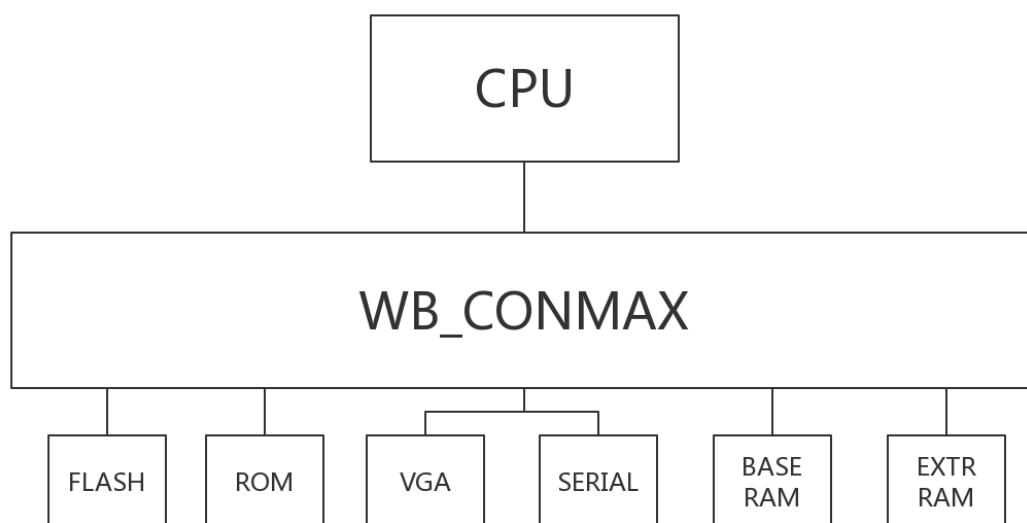 CPU
WB_CONMAX
FLASH
ROM
VGA
SERIAL
BASE
RAM
EXTR
RAM